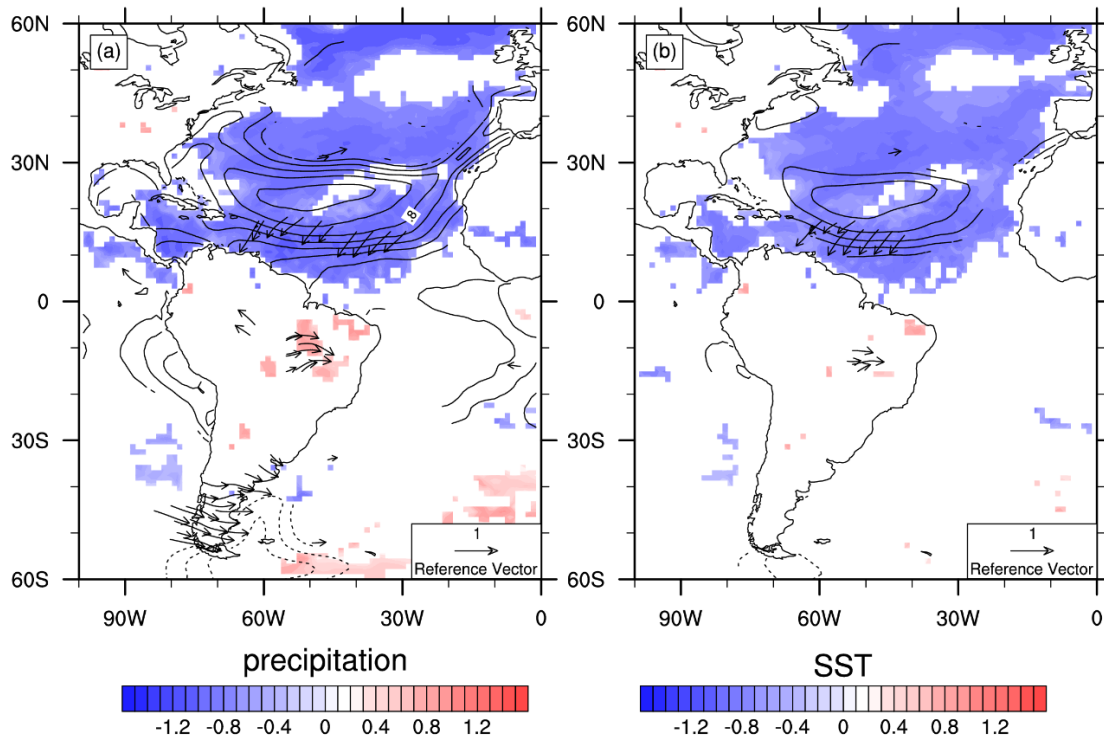 (a)
(b)
60N
30N
0
30S
60S
8
1
Reference Vector
90W 60W 30W 0
60N
30N
0
30S
60S
1
Reference Vector
90W 60W 30W 0
precipitation
-1.2 -0.8 -0.4 0 0.4 0.8 1.2
SST
-1.2 -0.8 -0.4 0 0.4 0.8 1.2